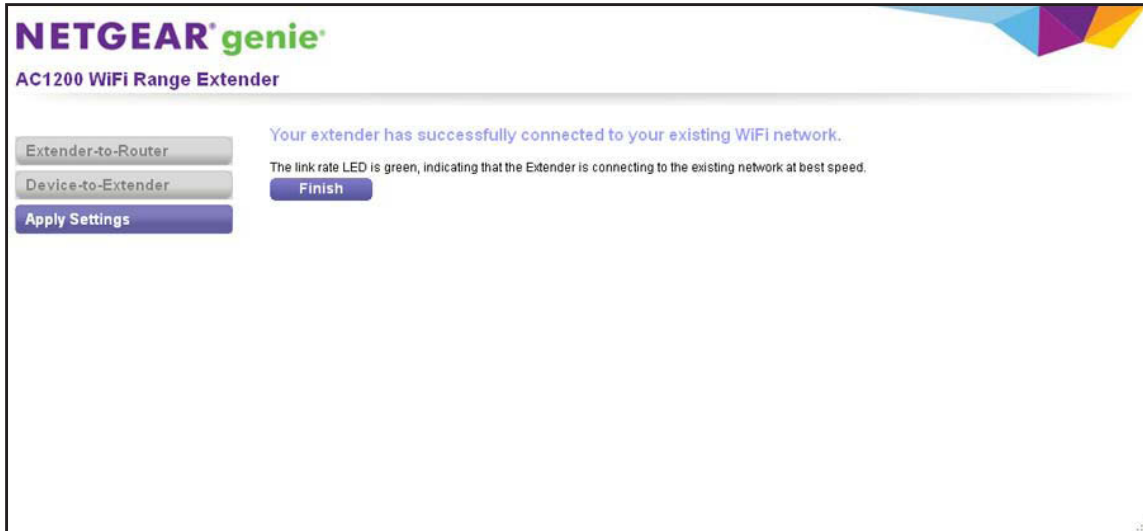 NETGEAR® genie®
AC1200 WiFi Range Extender
Extender-to-Router
Device-to-Extender
Apply Settings
Your extender has successfully connected to your existing WiFi network.
The link rate LED is green, indicating that the Extender is connecting to the existing network at best speed.
Finish